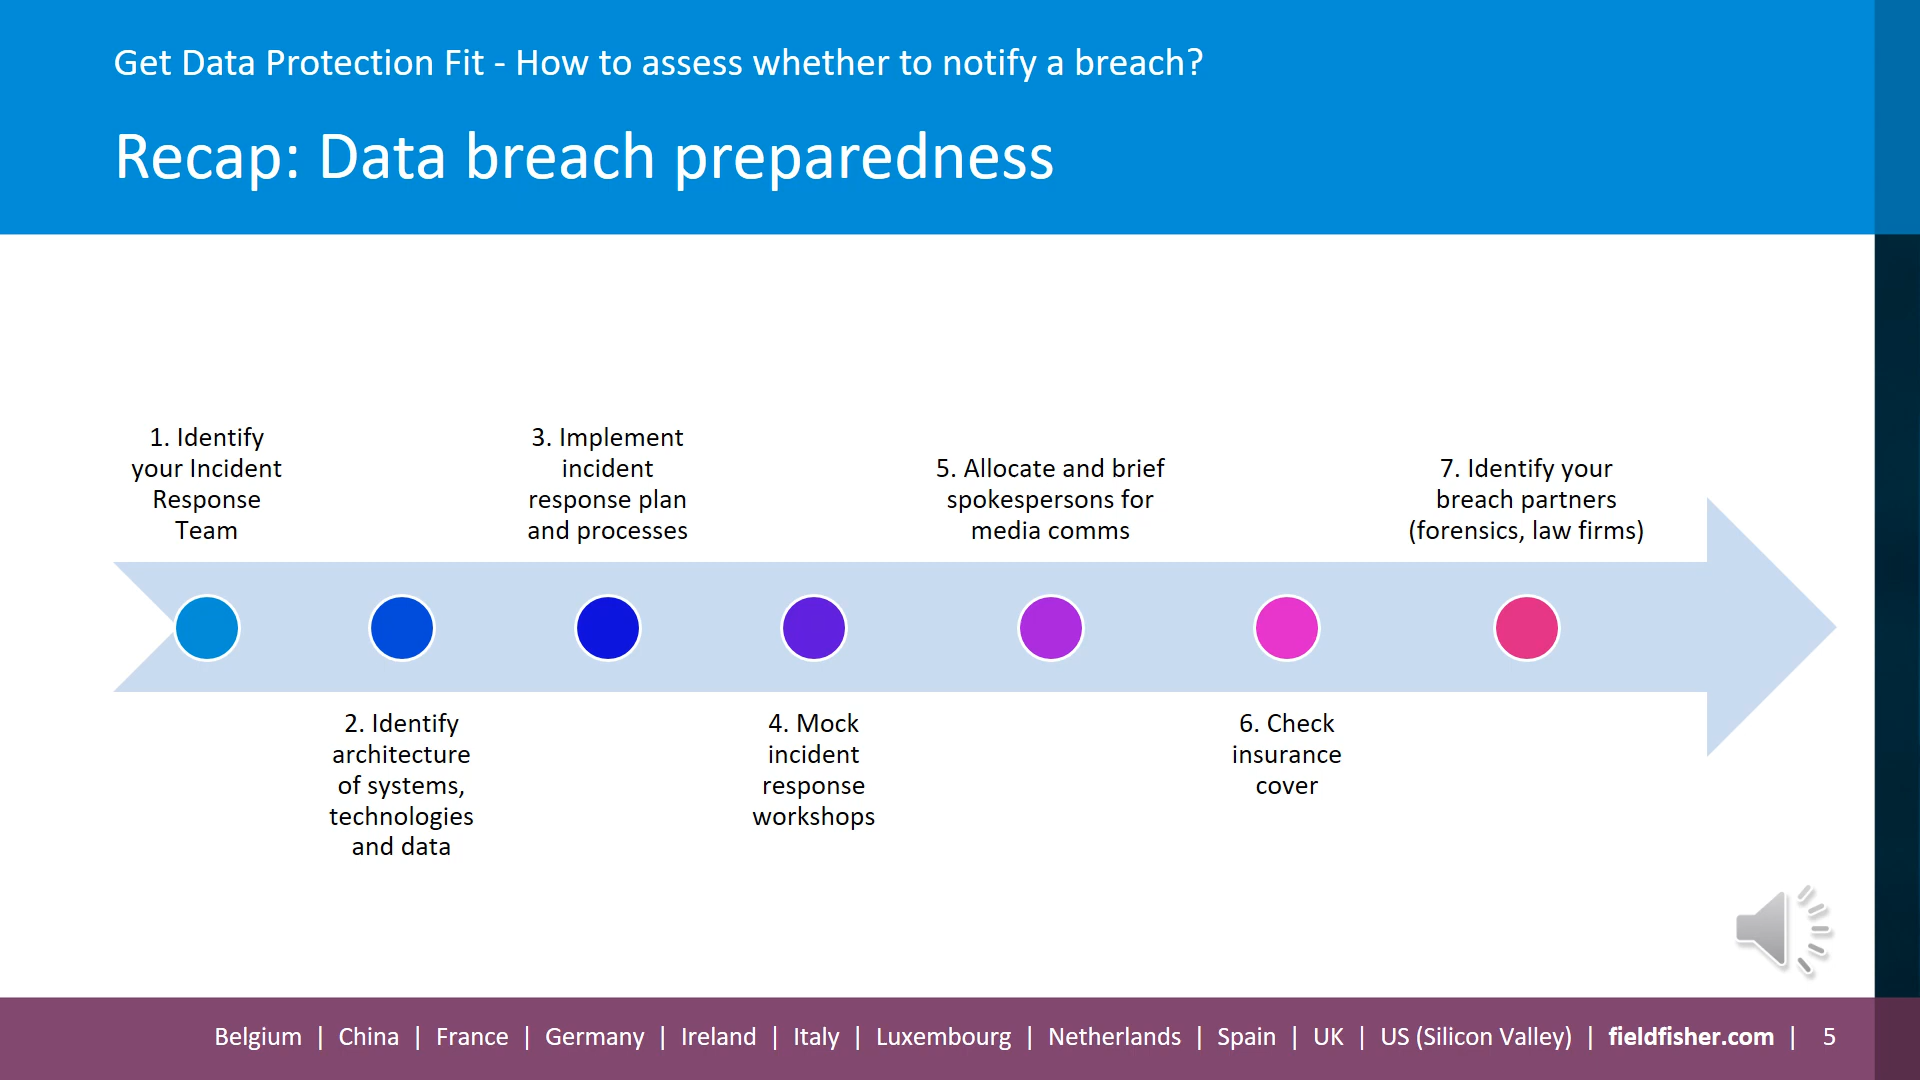 Get Data Protection Fit - How to assess whether to notify a breach?
Recap: Data breach preparedness
1. Identify
your Incident
Response
Team
2. Identify
architecture
of systems,
technologies
and data
3. Implement
incident
response plan
and processes
4. Mock
incident
response
workshops
5. Allocate and brief
spokespersons for
media comms
6. Check
insurance
cover
7. Identify your
breach partners
(forensics, law firms)
Belgium | China | France | Germany | Ireland | Italy | Luxembourg | Netherlands | Spain | UK | US (Silicon Valley) | fieldfisher.com | 5